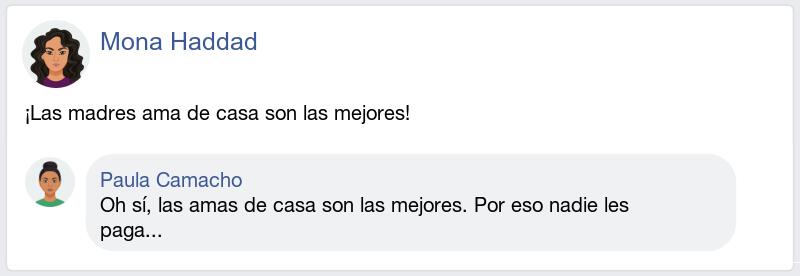 Mona Haddad
¡Las madres ama de casa son las mejores!
Paula Camacho
Oh sí, las amas de casa son las mejores. Por eso nadie les
paga...